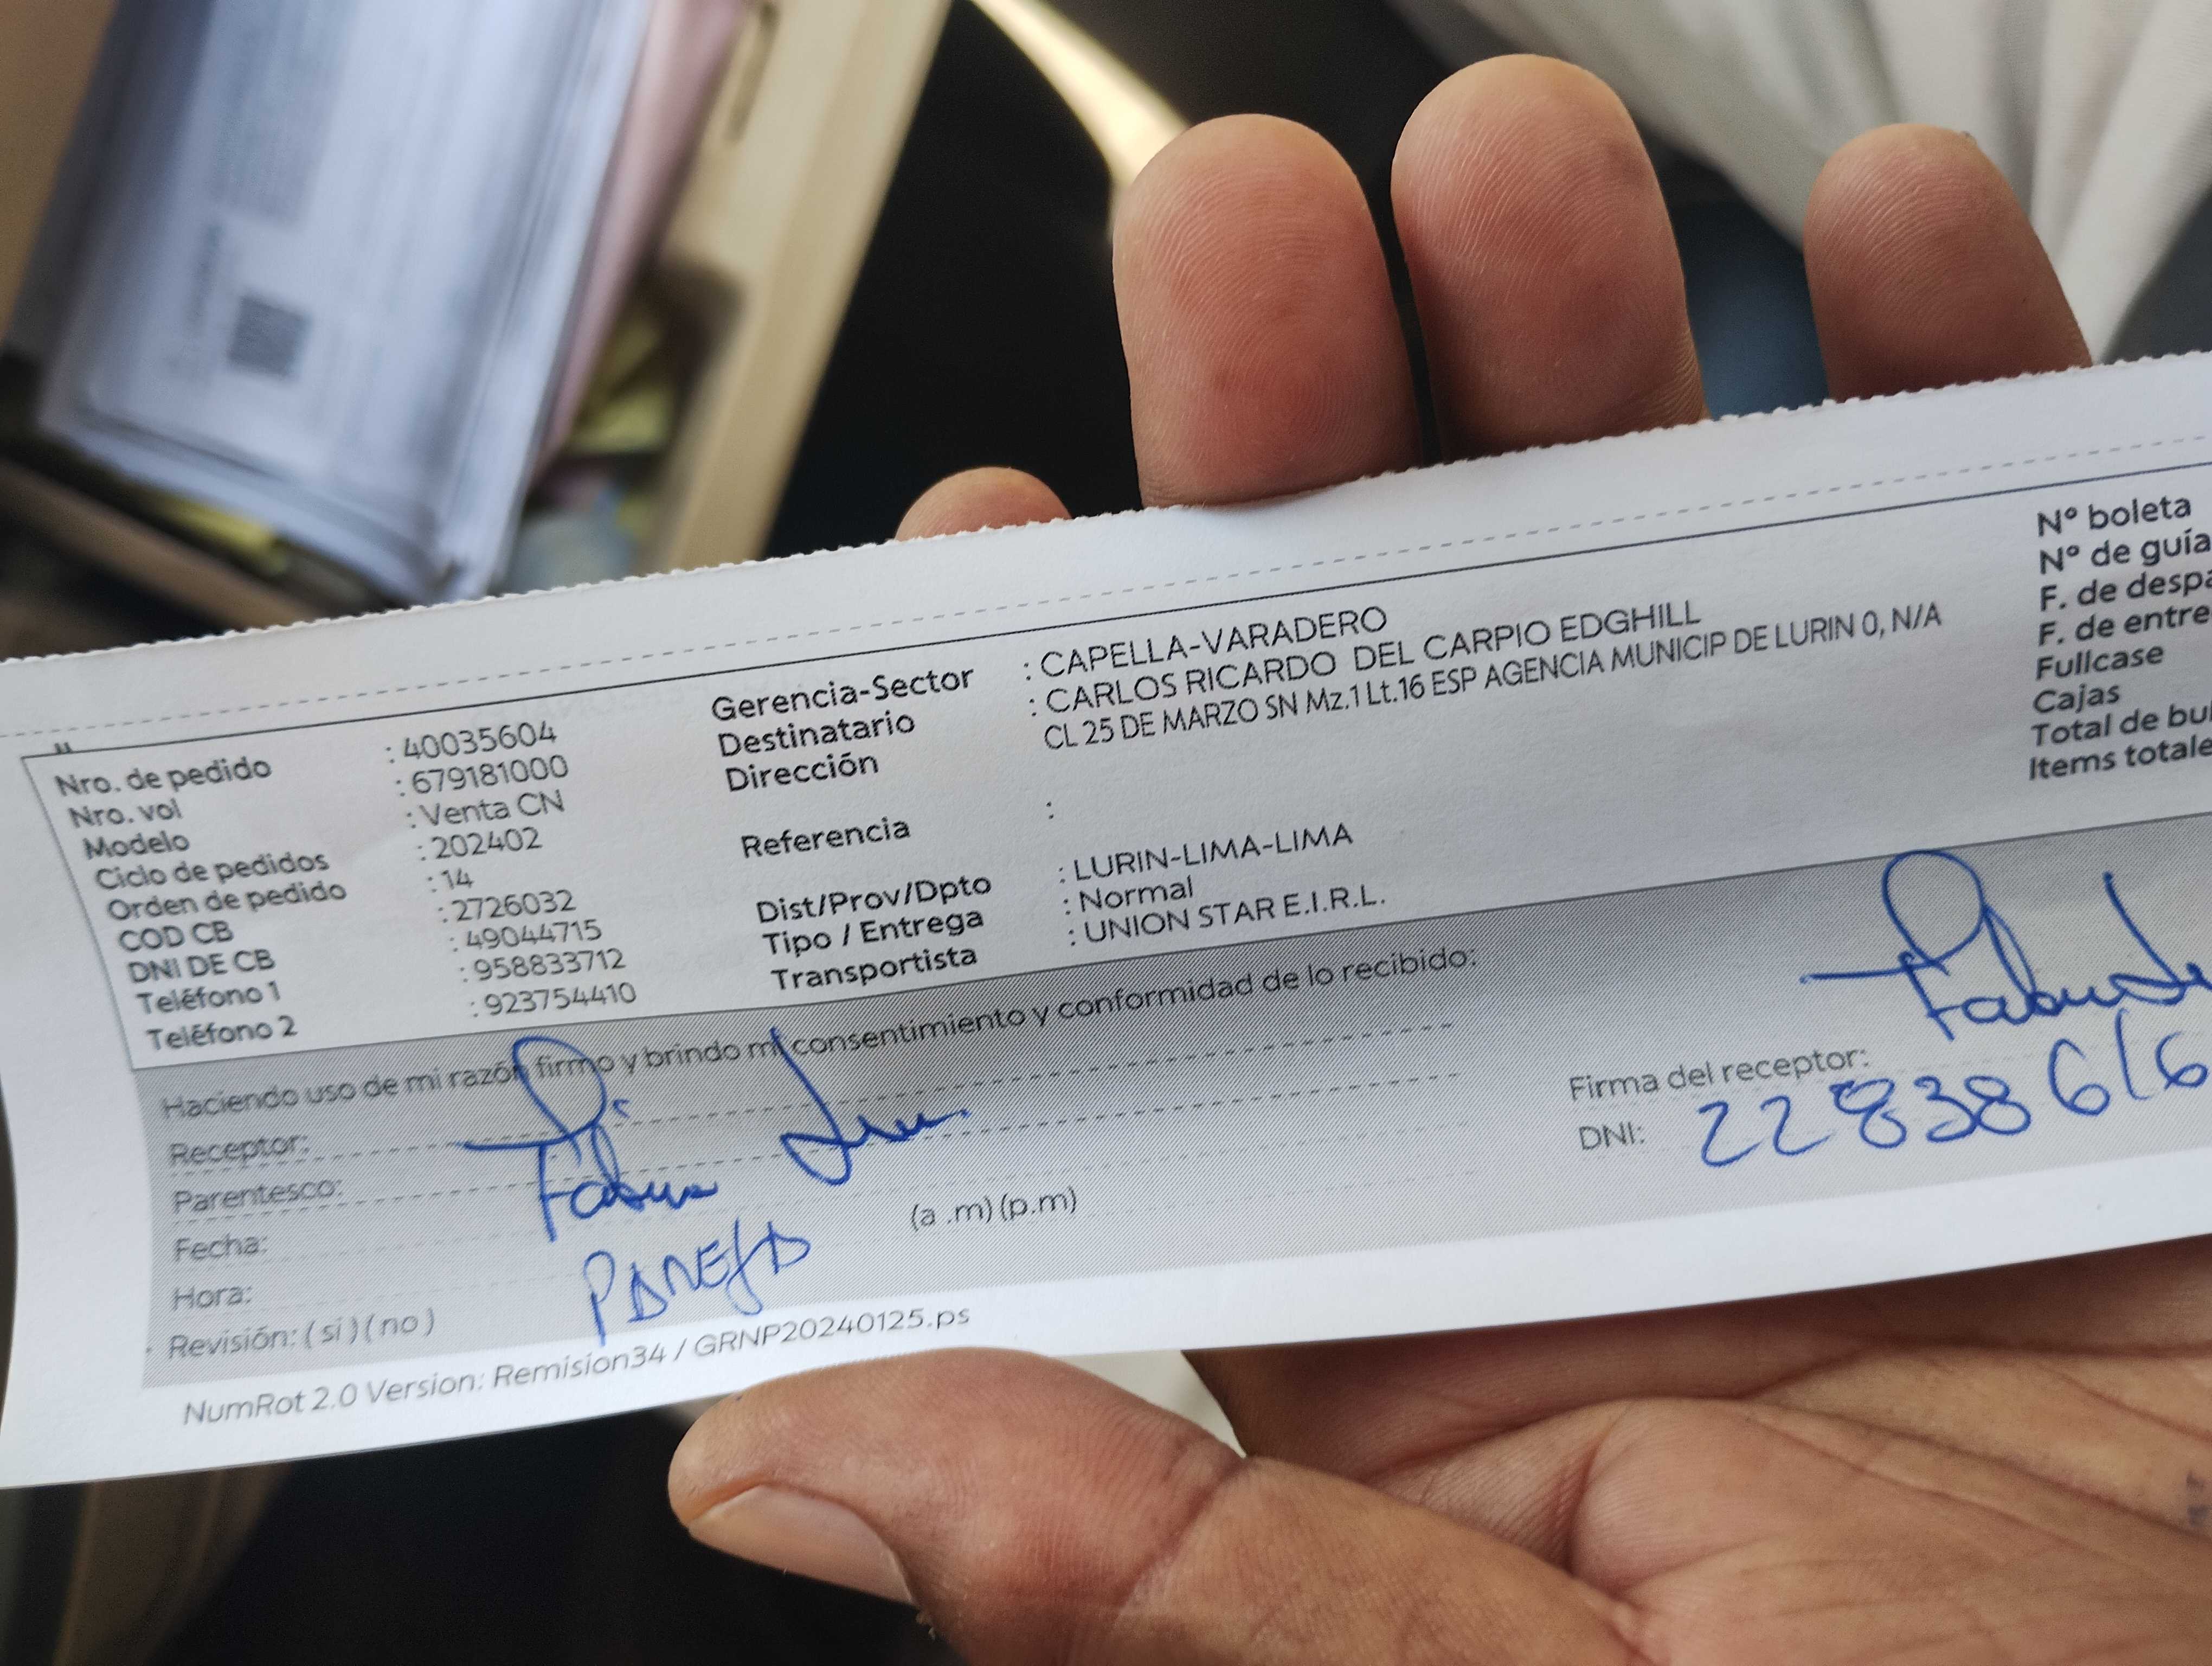 Nro. de pedido : 40035604
Nro. vol : 679181000
Modelo : Venta CN
Ciclo de pedidos : 202402
Orden de pedido : 14
COD CB : 2726032
DNI DE CB : 49044715
Teléfono 1 : 958833712
Teléfono 2 : 923754410
Gerencia-Sector : CAPELLA-VARADERO
Destinatario : CARLOS RICARDO DEL CARPIO EDGHILL
Dirección CL 25 DE MARZO SN Mz.1 Lt.16 ESP AGENCIA MUNICIP DE LURIN 0, N/A
Referencia :
Dist/Prov/Dpto : LURIN-LIMA-LIMA
Tipo / Entrega : Normal
Transportista : UNION STAR E.I.R.L.
N° boleta
N° de guía
F. de despa
F. de entre
Fullcase
Cajas
Total de bul
Items totale
Haciendo uso de mi razón firmo y brindo mi consentimiento y conformidad de lo recibido:
Receptor:
Parentesco:
Fecha: PAREJA
Hora: (a .m) (p.m)
Revisión: ( si ) ( no )
Firma del receptor:
DNI: 22838616
NumRot 2.0 Version: Remision34 / GRNP20240125.ps